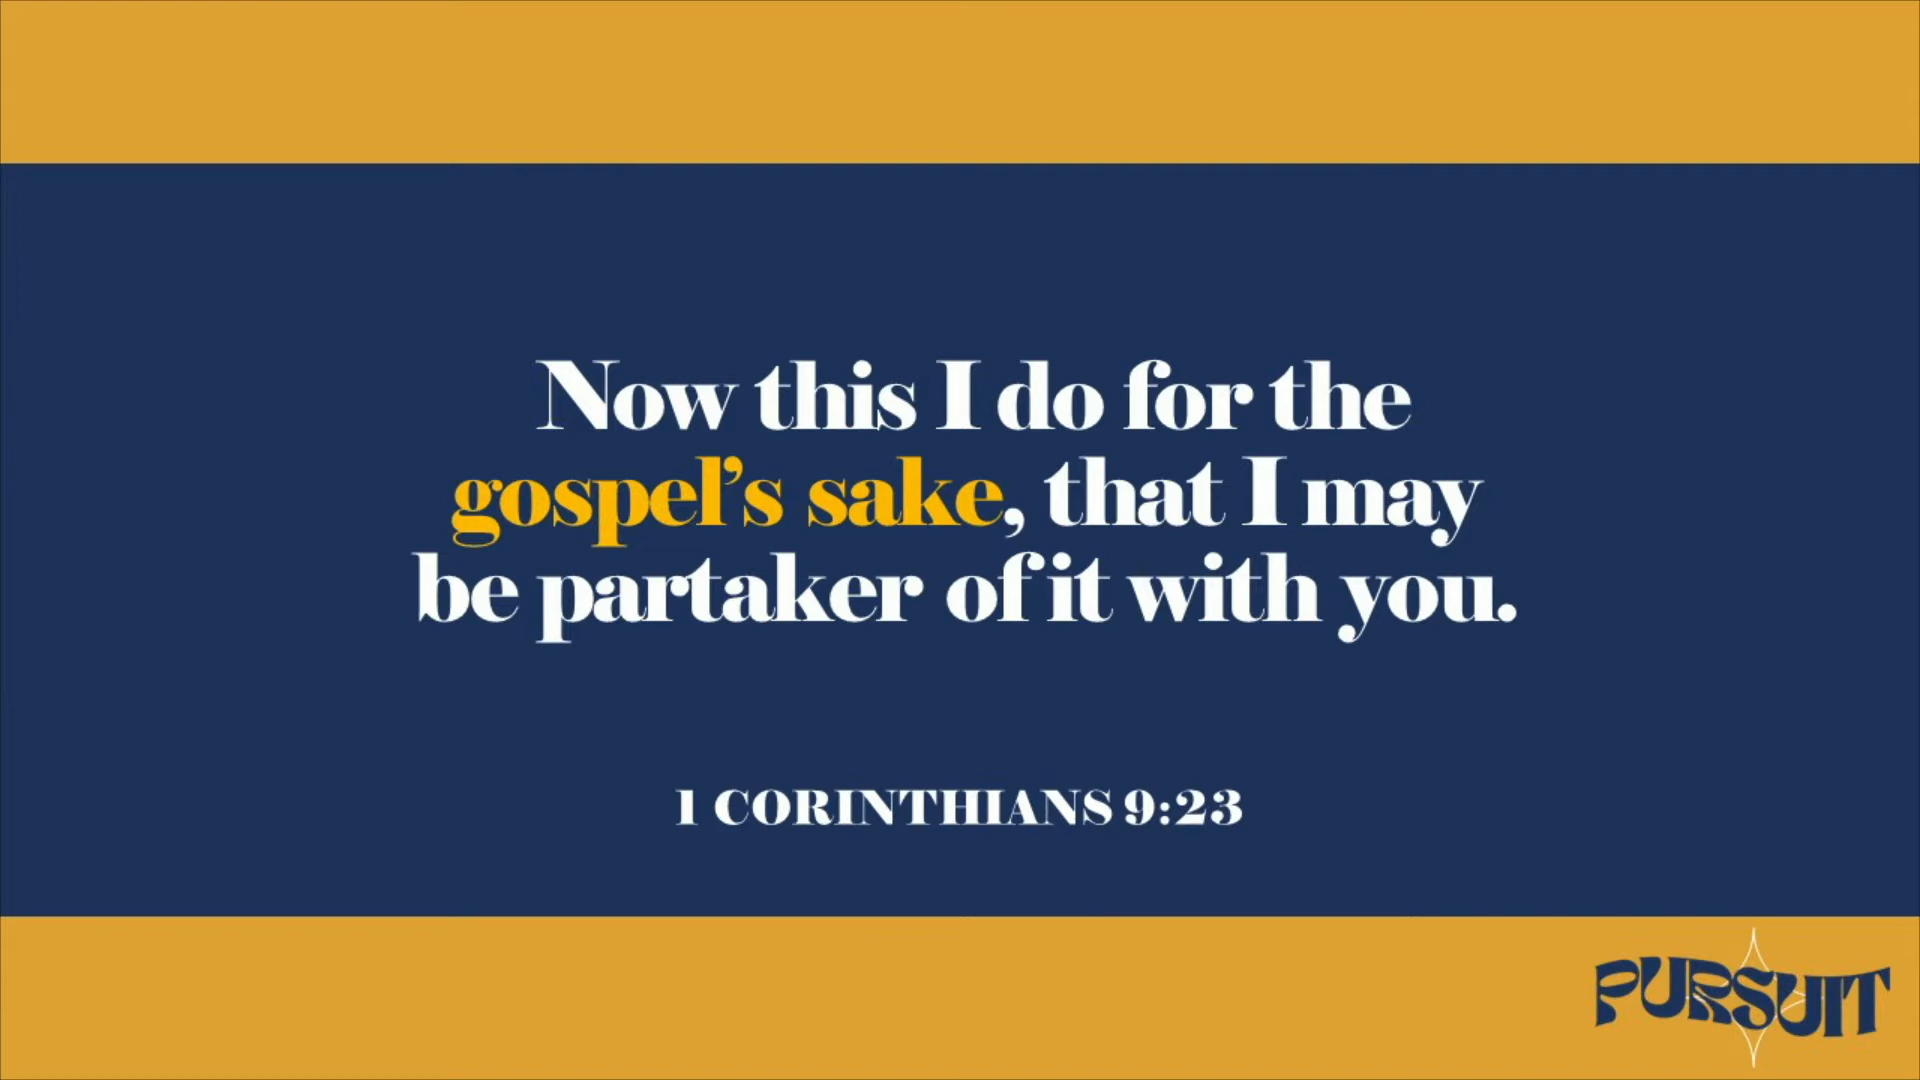 Now this I do for the
gospel’s sake, that I may
be partaker of it with you.
1 CORINTHIANS 9:23
PURSUIT